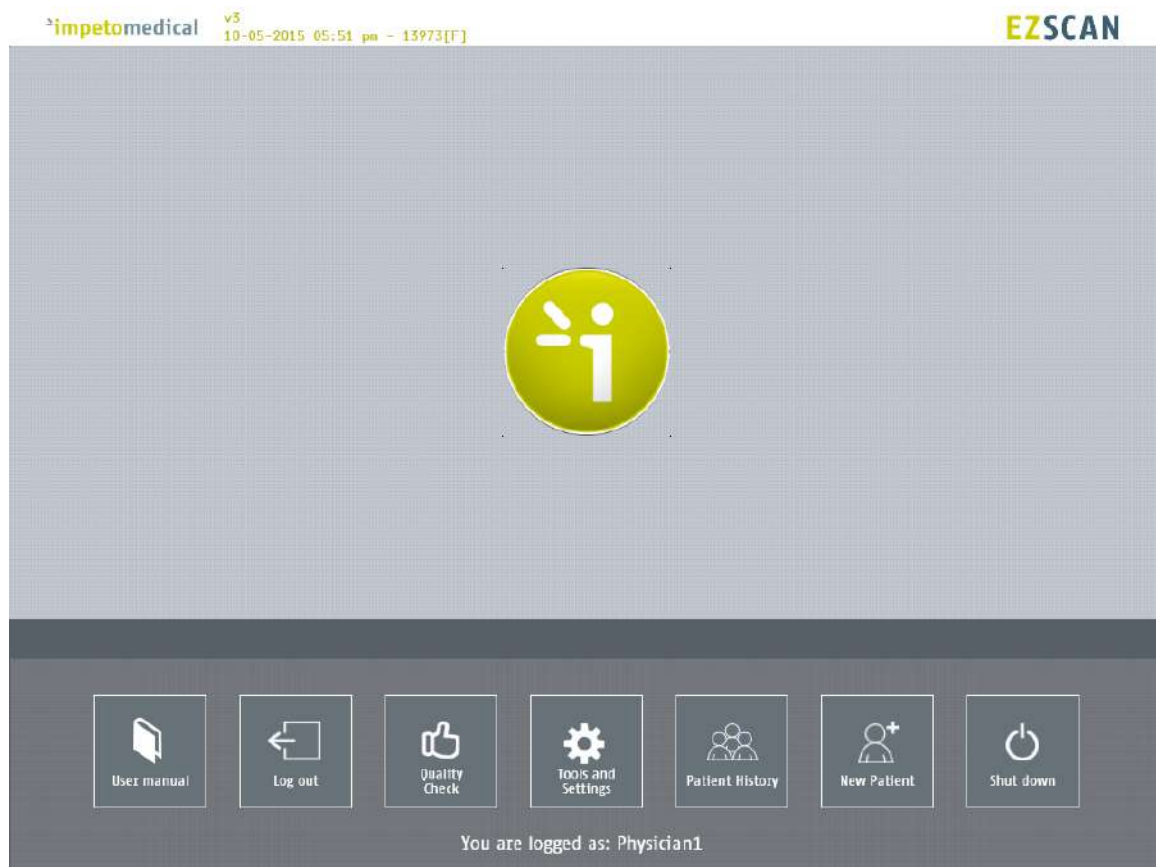 impetomedical
v3
10-05-2015 05:51 pm - 13973[F]
EZSCAN
User manual
Log out
Quality
Check
Tools and
Settings
Patient History
New Patient
Shut down
You are logged as: Physician1